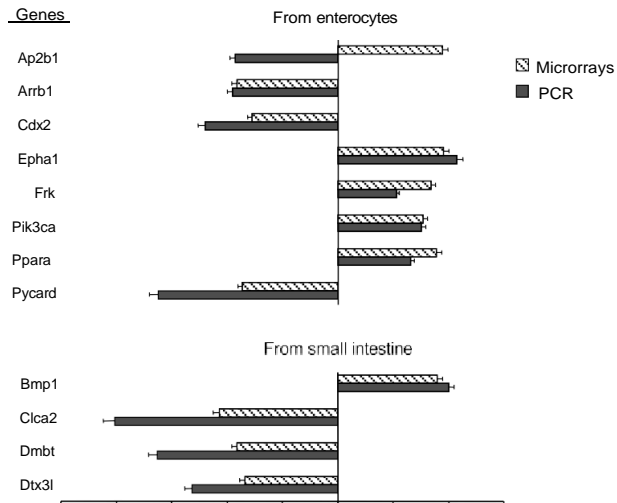 Genes From enterocytes
Ap2b1
Microrrays
Arrb1
PCR
Cdx2
Epha1
Frk
Pik3ca
Ppara
Pycard
From small intestine
Bmp1
Clca2
Dmbt
Dtx3l